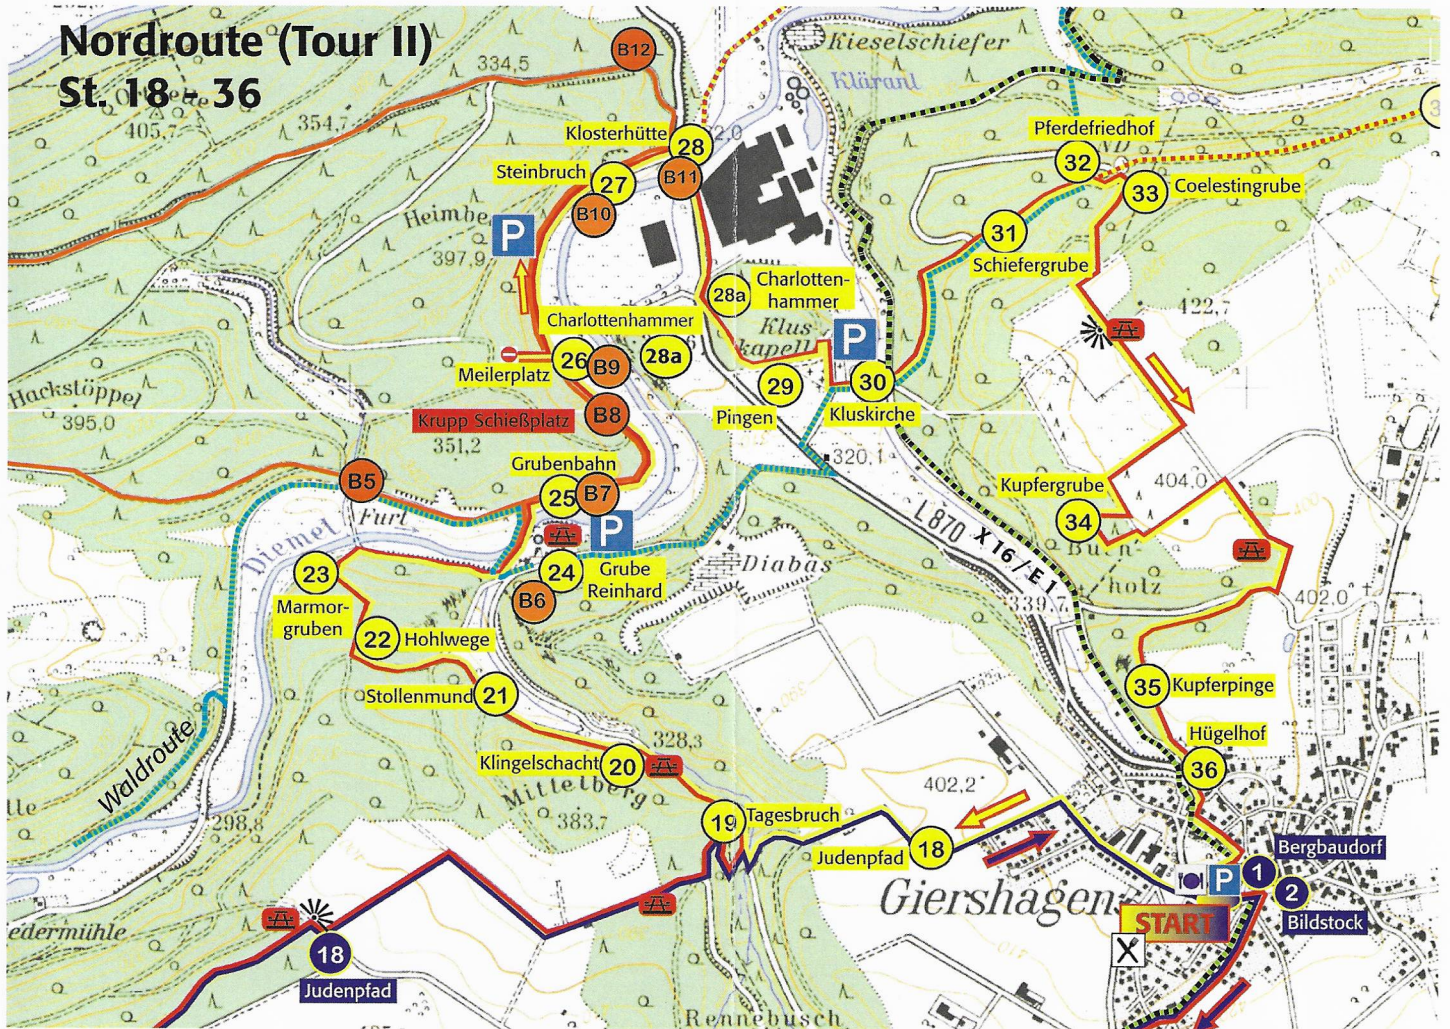 Nordroute (Tour II)
St. 18 - 36
B12
Kieselschiefer
334,5
Kläranl
405,7
354,7
Klosterhütte
28
Pferdefriedhof
32
ND
Steinbruch
27
B11
33
Coelestingrube
B10
Heimbe
P
397,9
31
Schiefergrube
28a
Charlotten-
hammer
422,7
Charlottenhammer
Klus
kapell
P
26
B9
28a
Meilerplatz
29
30
Hackstöppel
395,0
Krupp Schießplatz
B8
351,2
Pingen
Kluskirche
320,1
Grubenbahn
B5
25
B7
Kupfergrube
404,0
Furt
34
L 870
X 16 / E 1
P
Diemel
Buch-
holz
23
24
Grube
Reinhard
Diabas
Marmor-
gruben
B6
339,7
402,0
22
Hohlwege
21
Stollenmund
35
Kupferpinge
Waldroute
328,3
Hügelhof
Klingelschacht
20
36
Mittelberg
402,2
298,8
383,7
19
Tagesbruch
Judenpfad
18
Bergbaudorf
P
1
2
Giershagen
START
Bildstock
edermühle
18
X
Judenpfad
Rennebusch